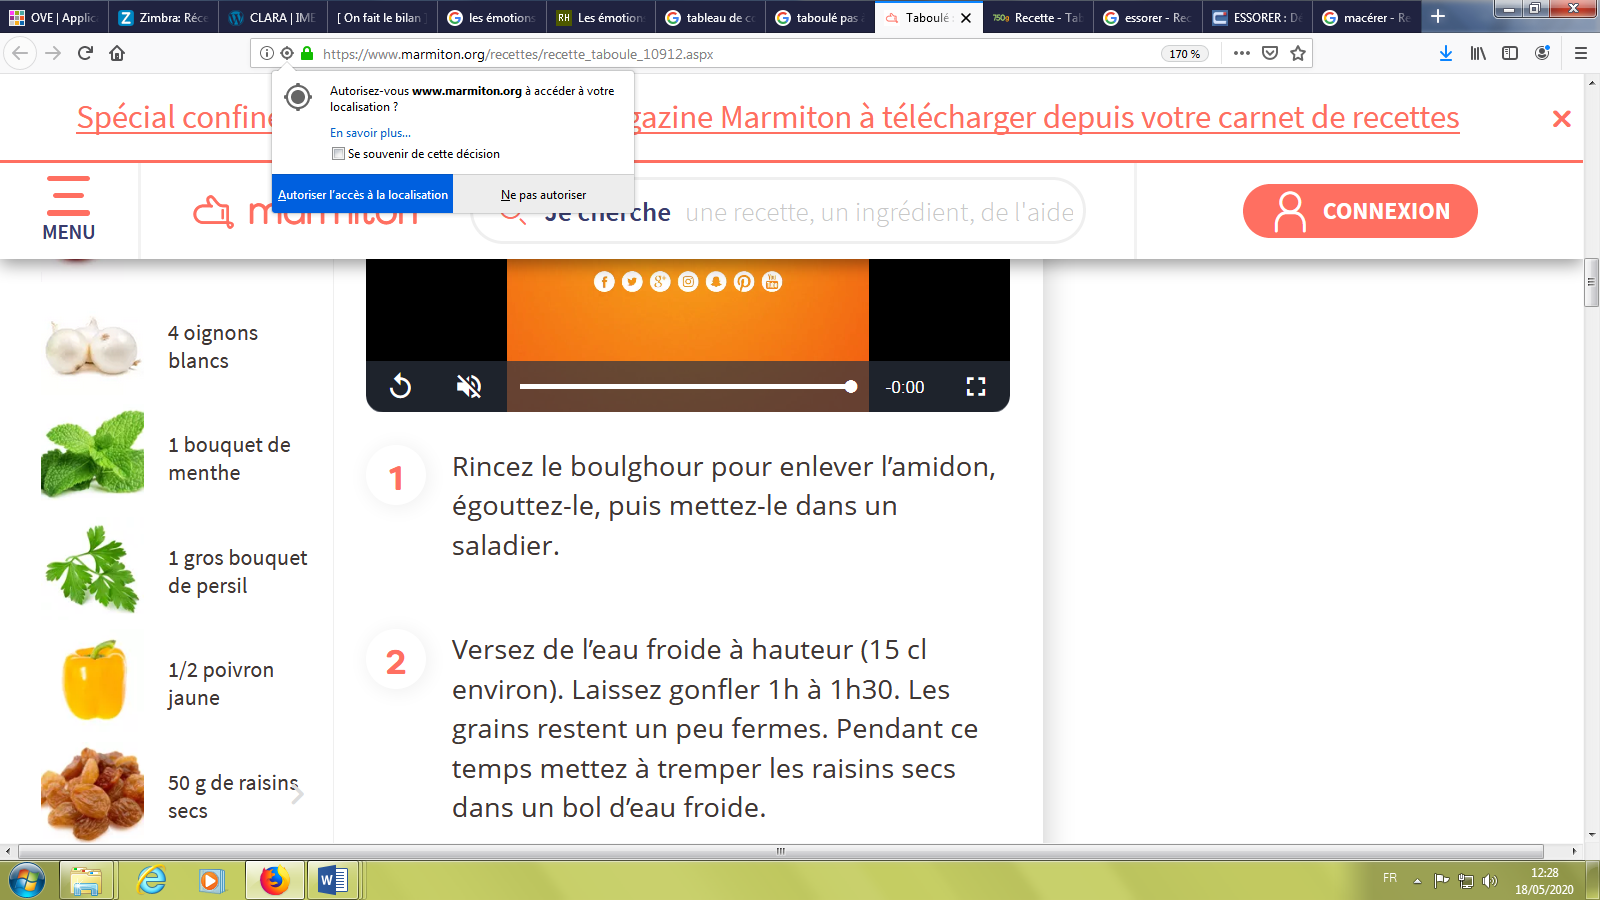 OVE | Applic
Zimbra: Réce
CLARA | IME
[ On fait le bilan ]
les émotions
Les émotions
tableau de co
taboulé pas a
Taboulé :
Recette - Tab
essorer - Rec
ESSORER : Dé
macérer - Re
https://www.marmiton.org/recettes/recette_taboule_10912.aspx
170 %
Autorisez-vous www.marmiton.org à accéder à votre
localisation ?
En savoir plus...
Se souvenir de cette décision
Autoriser l'accès à la localisation
Ne pas autoriser
Spécial confine
gazine Marmiton à télécharger depuis votre carnet de recettes
MENU
marmiton
Je cherche une recette, un ingrédient, de l'aide
CONNEXION
4 oignons
blancs
1 bouquet de
menthe
1 gros bouquet
de persil
1/2 poivron
jaune
50 g de raisins
secs
-0:00
1
Rincez le boulghour pour enlever l’amidon,
égouttez-le, puis mettez-le dans un
saladier.
2
Versez de l’eau froide à hauteur (15 cl
environ). Laissez gonfler 1h à 1h30. Les
grains restent un peu fermes. Pendant ce
temps mettez à tremper les raisins secs
dans un bol d’eau froide.
FR
12:28
18/05/2020